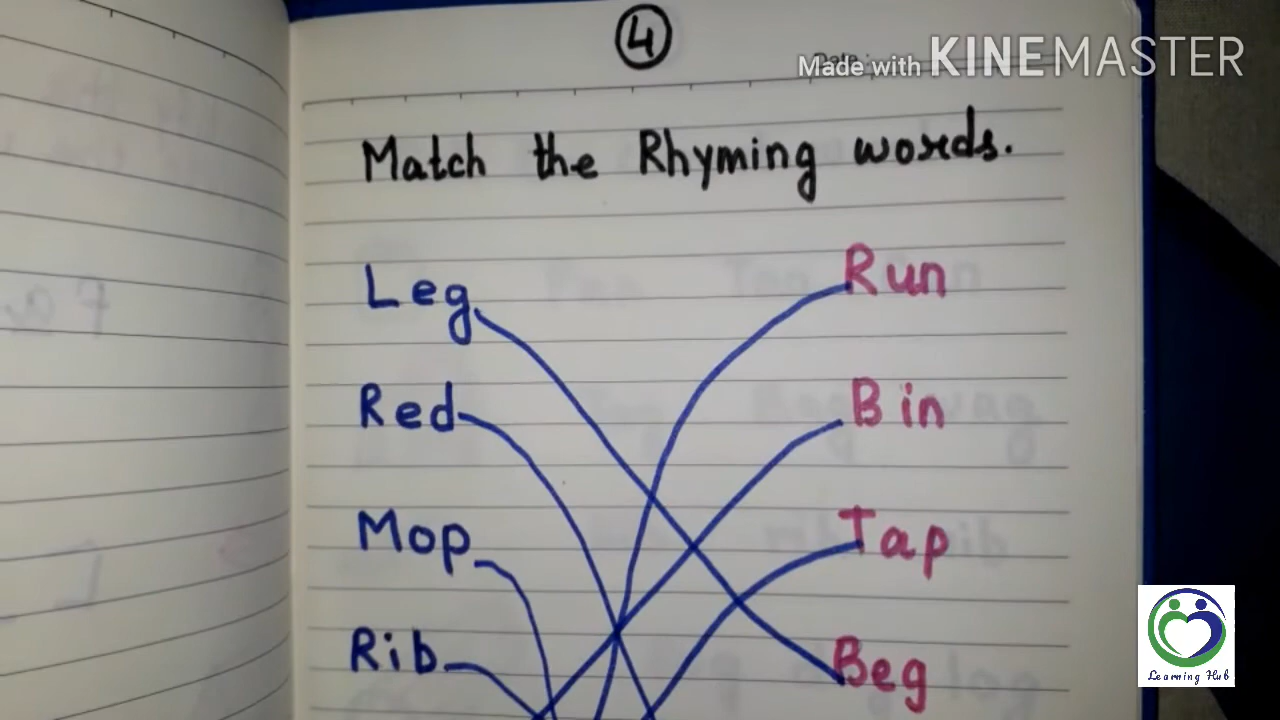 4
Made with KINEMASTER
Match the Rhyming words.
Leg Run
Red Bin
Mop Tap
Rib Beg
Learning Hub